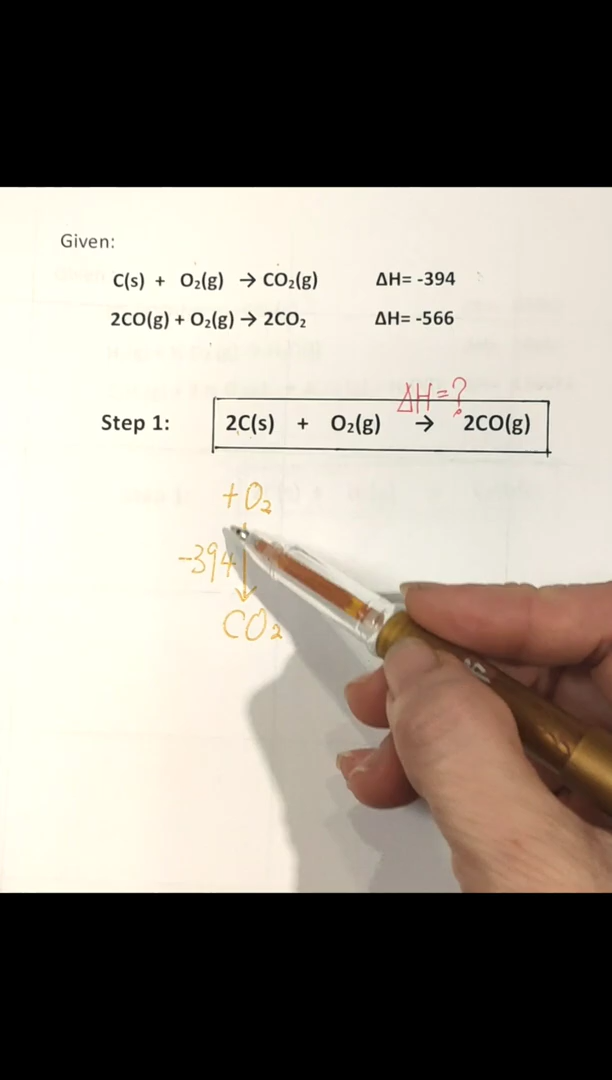 Given:
C(s) + O₂(g) → CO₂(g) ΔH= -394
2CO(g) + O₂(g) → 2CO₂ ΔH= -566
ΔH=?
Step 1: 2C(s) + O₂(g) → 2CO(g)
+O₂
-394
CO₂